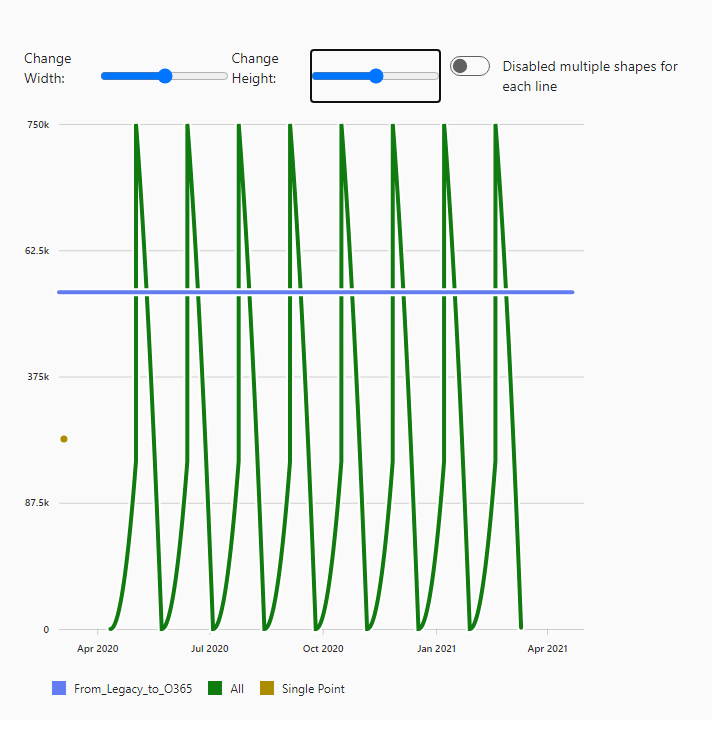 Change
Width:
Change
Height:
Disabled multiple shapes for
each line
750k
62.5k
375k
87.5k
0
Apr 2020
Jul 2020
Oct 2020
Jan 2021
Apr 2021
From_Legacy_to_O365
All
Single Point